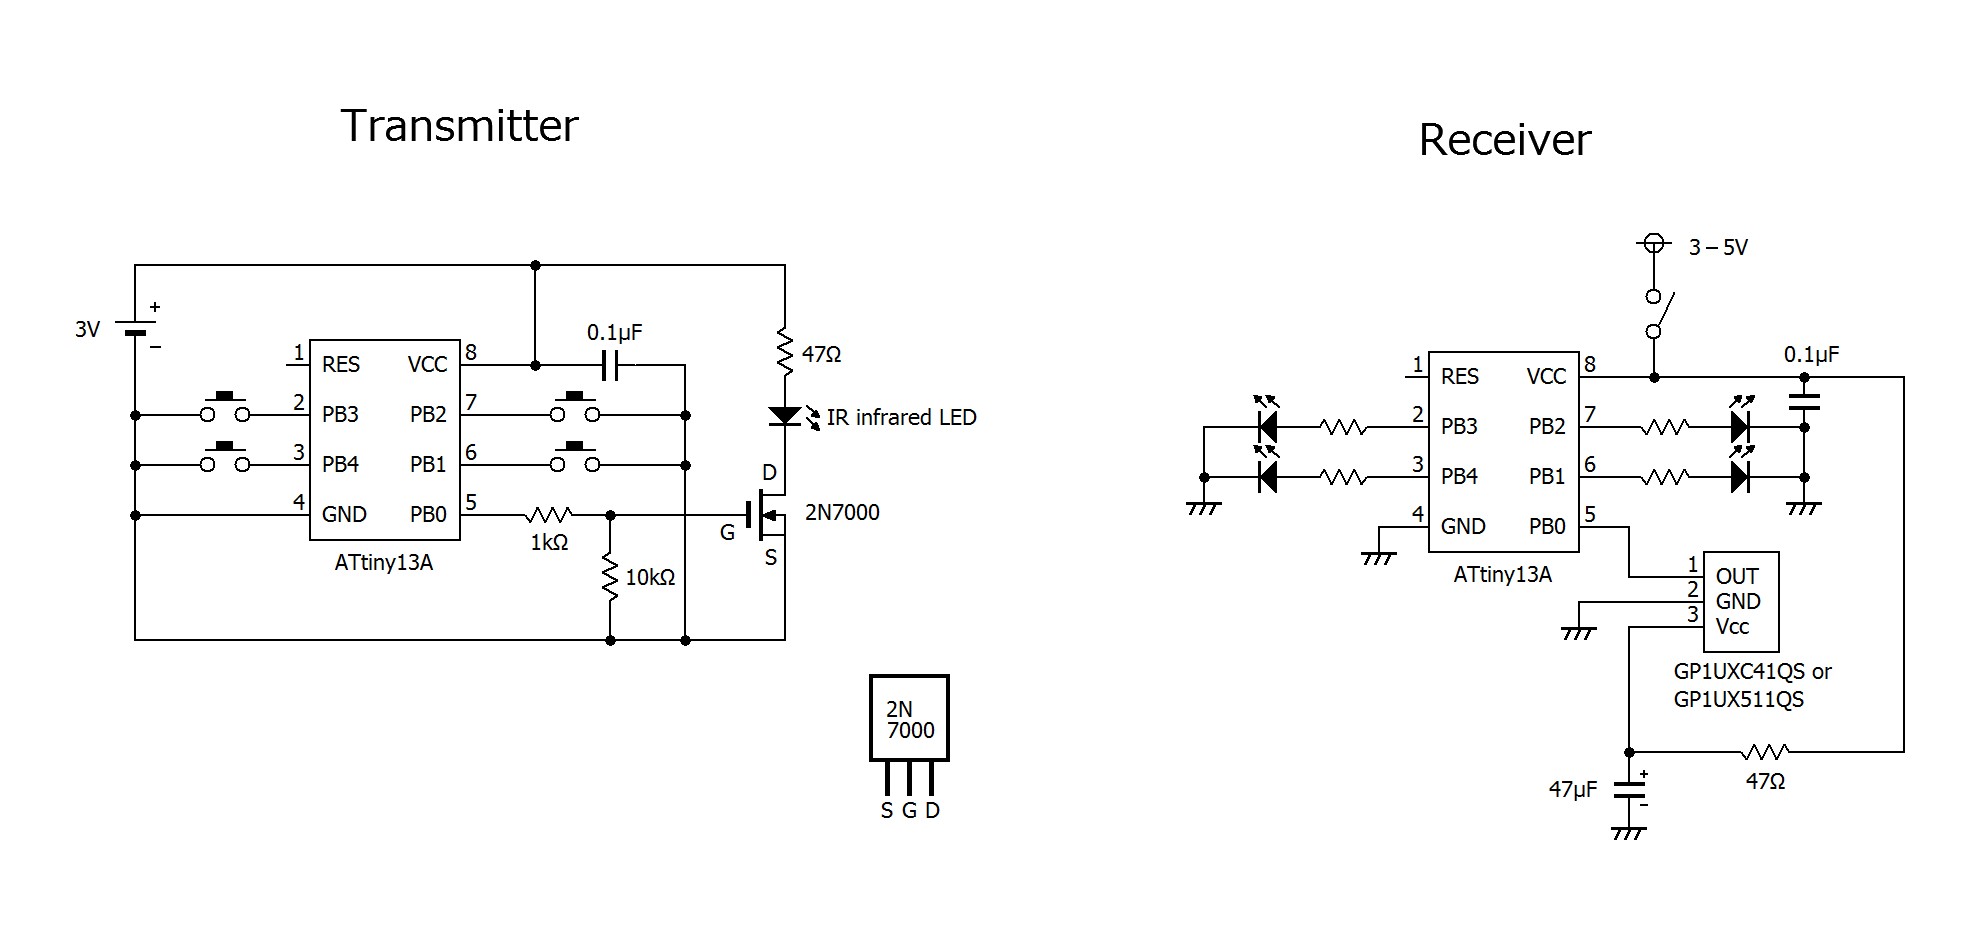 Transmitter
3V
+
−
0.1µF
47Ω
IR infrared LED
1 RES VCC 8
2 PB3 PB2 7
3 PB4 PB1 6
4 GND PB0 5
ATtiny13A
1kΩ
10kΩ
D
G
S
2N7000
2N
7000
S G D
Receiver
3 – 5V
0.1µF
1 RES VCC 8
2 PB3 PB2 7
3 PB4 PB1 6
4 GND PB0 5
ATtiny13A
1 OUT
2 GND
3 Vcc
GP1UXC41QS or
GP1UX511QS
47Ω
47µF
+
−